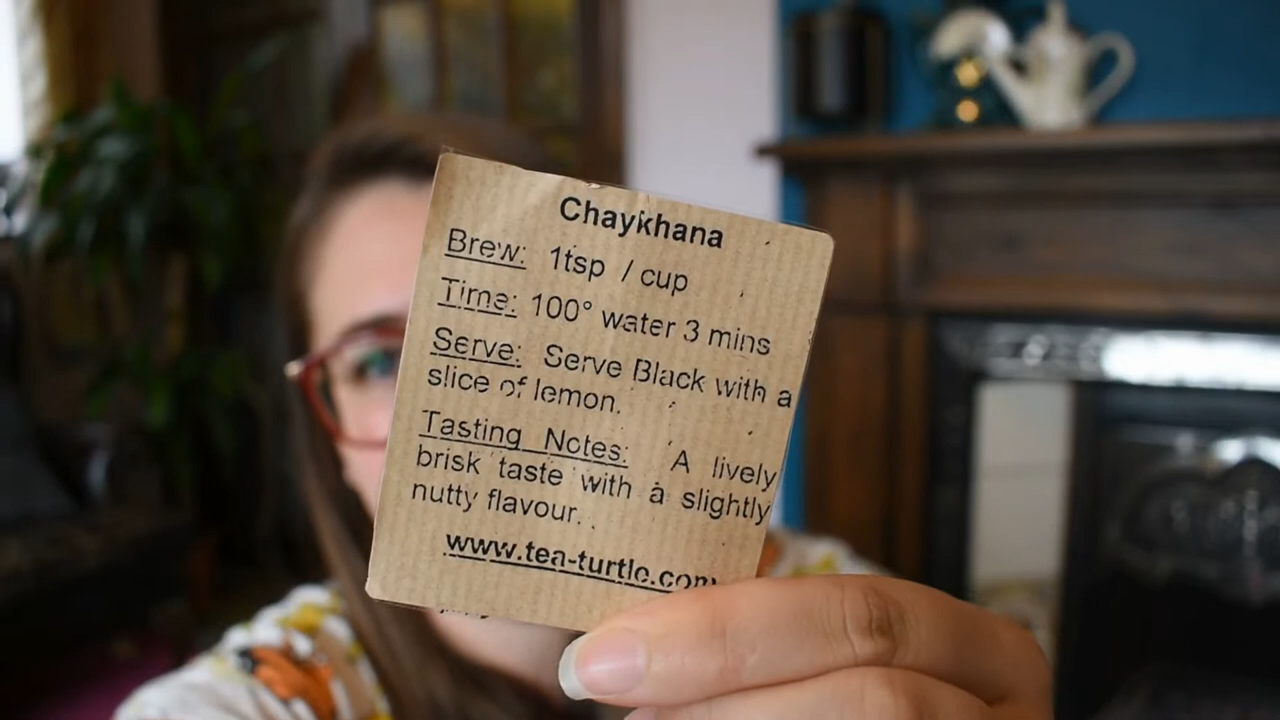 Chaykhana
Brew: 1tsp / cup
Time: 100° water 3 mins
Serve: Serve Black with a
slice of lemon.
Tasting Notes: A lively
brisk taste with a slightly
nutty flavour.
www.tea-turtle.com